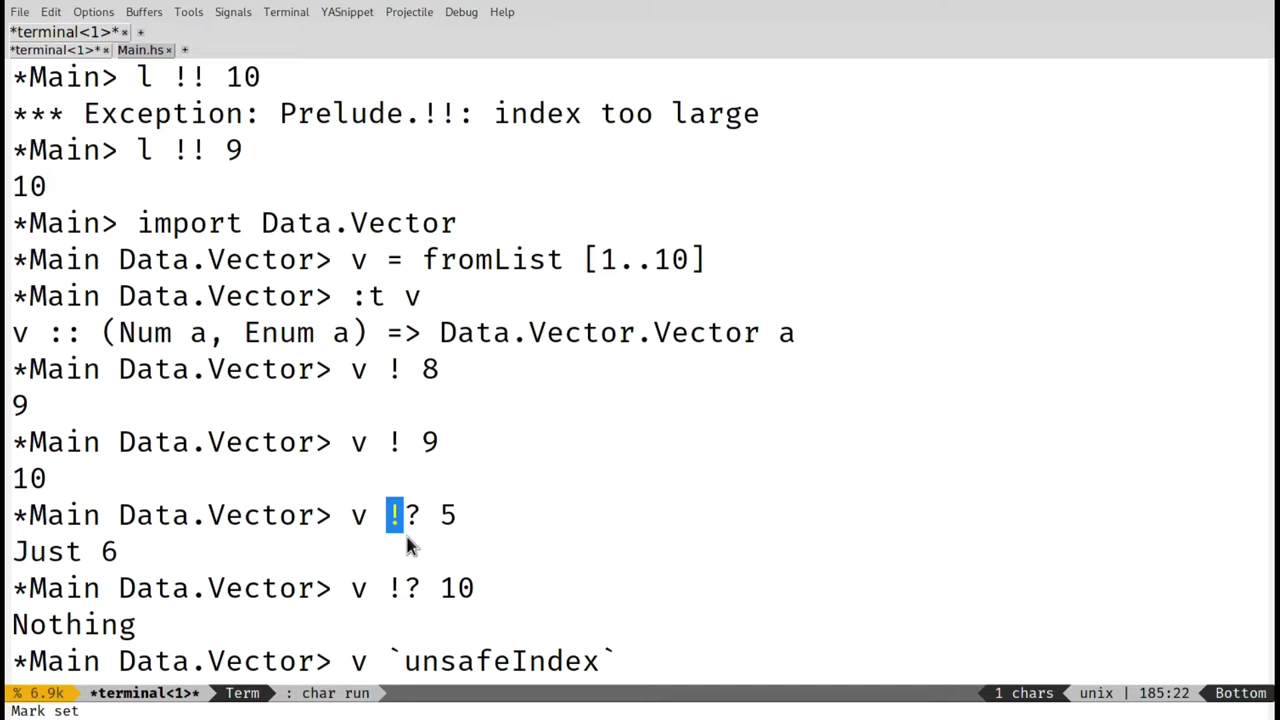 File Edit Options Buffers Tools Signals Terminal YASnippet Projectile Debug Help
*terminal<1>* × +
*terminal<1>* × Main.hs × +
*Main> l !! 10
*** Exception: Prelude.!!: index too large
*Main> l !! 9
10
*Main> import Data.Vector
*Main Data.Vector> v = fromList [1..10]
*Main Data.Vector> :t v
v :: (Num a, Enum a) => Data.Vector.Vector a
*Main Data.Vector> v ! 8
9
*Main Data.Vector> v ! 9
10
*Main Data.Vector> v !? 5
Just 6
*Main Data.Vector> v !? 10
Nothing
*Main Data.Vector> v `unsafeIndex`
% 6.9k *terminal<1>* Term : char run 1 chars unix | 185:22 Bottom
Mark set